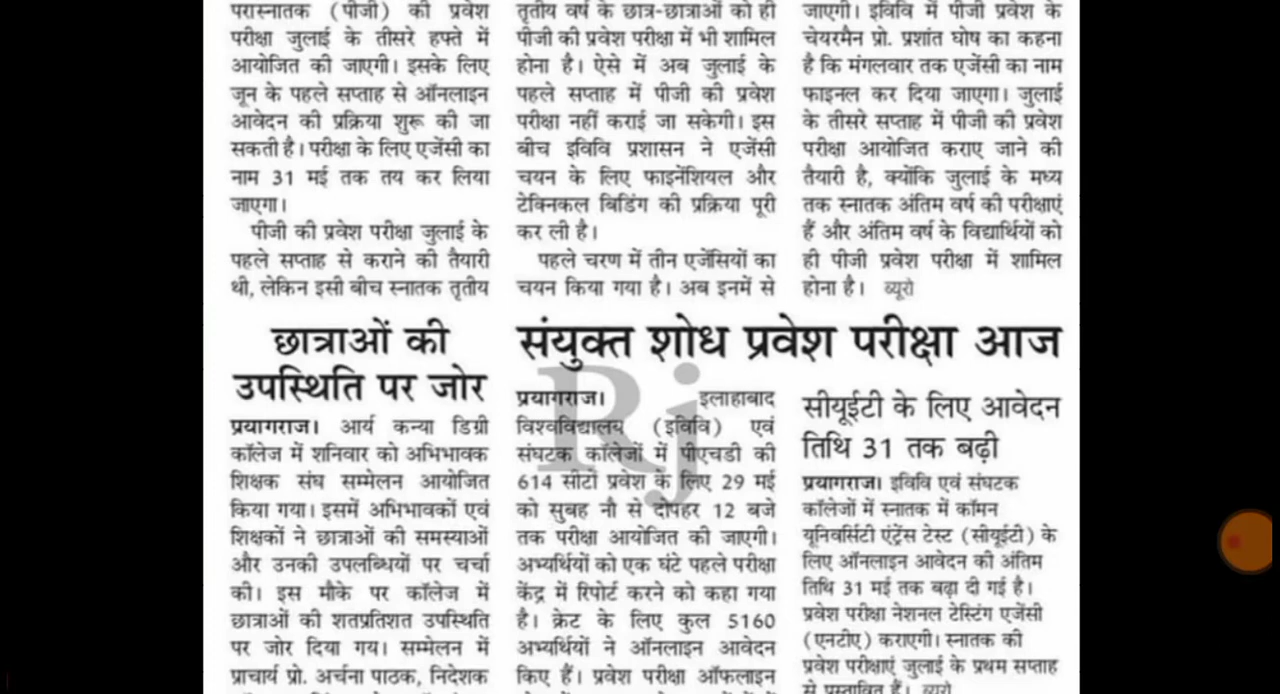 परास्नातक (पीजी) की प्रवेश
परीक्षा जुलाई के तीसरे हफ्ते में
आयोजित की जाएगी। इसके लिए
जून के पहले सप्ताह से ऑनलाइन
आवेदन की प्रक्रिया शुरू की जा
सकती है। परीक्षा के लिए एजेंसी का
नाम 31 मई तक तय कर लिया
जाएगा।
पीजी की प्रवेश परीक्षा जुलाई के
पहले सप्ताह से कराने की तैयारी
थी, लेकिन इसी बीच स्नातक तृतीय
तृतीय वर्ष के छात्र-छात्राओं को ही
पीजी की प्रवेश परीक्षा में भी शामिल
होना है। ऐसे में अब जुलाई के
पहले सप्ताह में पीजी की प्रवेश
परीक्षा नहीं कराई जा सकेगी। इस
बीच इविवि प्रशासन ने एजेंसी
चयन के लिए फाइनेंशियल और
टेक्निकल बिडिंग की प्रक्रिया पूरी
कर ली है।
पहले चरण में तीन एजेंसियों का
चयन किया गया है। अब इनमें से
जाएगी। इविवि में पीजी प्रवेश के
चेयरमैन प्रो. प्रशांत घोष का कहना
है कि मंगलवार तक एजेंसी का नाम
फाइनल कर दिया जाएगा। जुलाई
के तीसरे सप्ताह में पीजी की प्रवेश
परीक्षा आयोजित कराए जाने की
तैयारी है, क्योंकि जुलाई के मध्य
तक स्नातक अंतिम वर्ष की परीक्षाएं
हैं और अंतिम वर्ष के विद्यार्थियों को
ही पीजी प्रवेश परीक्षा में शामिल
होना है। ब्यूरो
छात्राओं की
उपस्थिति पर जोर
प्रयागराज। आर्य कन्या डिग्री
कॉलेज में शनिवार को अभिभावक
शिक्षक संघ सम्मेलन आयोजित
किया गया। इसमें अभिभावकों एवं
शिक्षकों ने छात्राओं की समस्याओं
और उनकी उपलब्धियों पर चर्चा
की। इस मौके पर कॉलेज में
छात्राओं की शतप्रतिशत उपस्थिति
पर जोर दिया गय। सम्मेलन में
प्राचार्य प्रो. अर्चना पाठक, निदेशक
संयुक्त शोध प्रवेश परीक्षा आज
प्रयागराज। इलाहाबाद
विश्वविद्यालय (इविवि) एवं
संघटक कॉलेजों में पीएचडी की
614 सीटों प्रवेश के लिए 29 मई
को सुबह नौ से दोपहर 12 बजे
तक परीक्षा आयोजित की जाएगी।
अभ्यर्थियों को एक घंटे पहले परीक्षा
केंद्र में रिपोर्ट करने को कहा गया
है। क्रेट के लिए कुल 5160
अभ्यर्थियों ने ऑनलाइन आवेदन
किए हैं। प्रवेश परीक्षा ऑफलाइन
Rj
सीयूईटी के लिए आवेदन
तिथि 31 तक बढ़ी
प्रयागराज। इविवि एवं संघटक
कॉलेजों में स्नातक में कॉमन
यूनिवर्सिटी एंट्रेंस टेस्ट (सीयूईटी) के
लिए ऑनलाइन आवेदन की अंतिम
तिथि 31 मई तक बढ़ा दी गई है।
प्रवेश परीक्षा नेशनल टेस्टिंग एजेंसी
(एनटीए) कराएगी। स्नातक की
प्रवेश परीक्षाएं जुलाई के प्रथम सप्ताह
से प्रस्तावित हैं। ब्यूरो